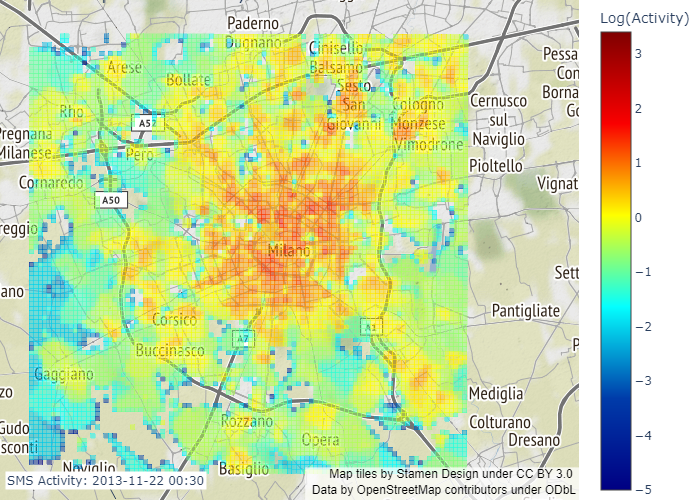 Log(Activity)
3
2
1
0
−1
−2
−3
−4
−5
Paderno
Dugnano
Cinisello
Balsamo
Sesto
San
Giovanni
Cologno
Monzese
Vimodrone
Arese
Bollate
Rho
A52
Pero
Pregnana
Milanese
Cornaredo
A50
reggio
ano
Milano
Corsico
Buccinasco
A7
A1
Gaggiano
zo
Gudo
sconti
Rozzano
Opera
Noviglio
Basiglio
Pessa
Con
Borna
Go
Cernusco
sul
Naviglio
Pioltello
Vignat
Sett
Pantigliate
P
Mediglia
Colturano
Dresano
SMS Activity: 2013-11-22 00:30
Map tiles by Stamen Design under CC BY 3.0
Data by OpenStreetMap contributors under ODbL